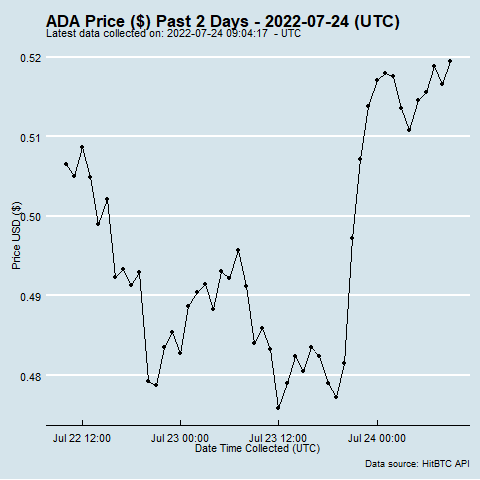 ADA Price ($) Past 2 Days - 2022-07-24 (UTC)
Latest data collected on: 2022-07-24 09:04:17 - UTC
0.52
0.51
0.50
0.49
0.48
Price USD ($)
Jul 22 12:00
Jul 23 00:00
Jul 23 12:00
Jul 24 00:00
Date Time Collected (UTC)
Data source: HitBTC API